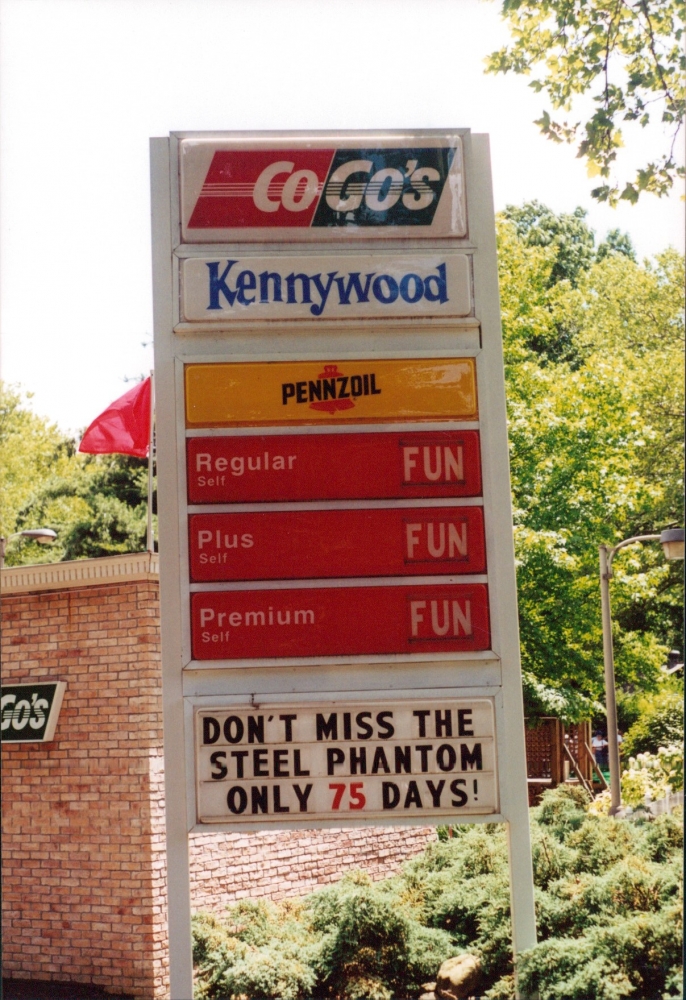 CoGo's
Kennywood
PENNZOIL
Regular FUN
Self
Plus FUN
Self
Premium FUN
Self
Go's
DON'T MISS THE
STEEL PHANTOM
ONLY 75 DAYS!